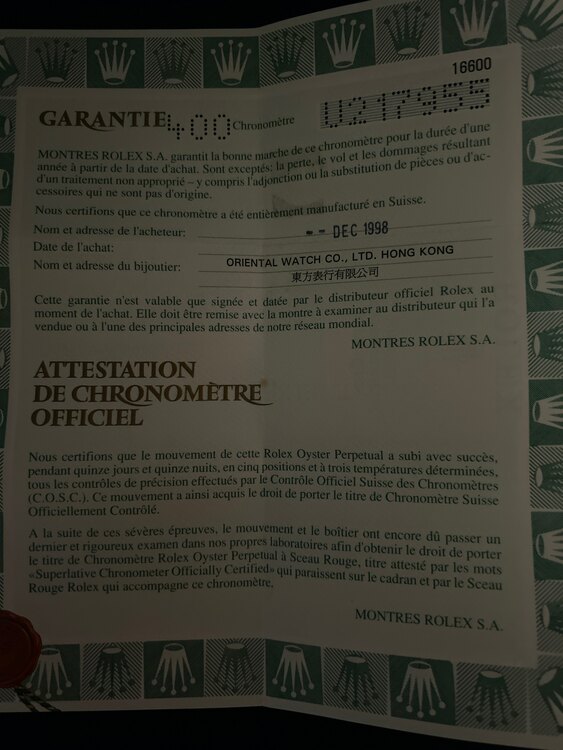 16600
GARANTIE 400 Chronomètre U217955
MONTRES ROLEX S.A. garantit la bonne marche de ce chronomètre pour la durée d'une
année à partir de la date d'achat. Sont exceptés: la perte, le vol et les dommages résultant
d'un traitement non approprié – y compris l'adjonction ou la substitution de pièces ou d'ac-
cessoires qui ne sont pas d'origine.
Nous certifions que ce chronomètre a été entièrement manufacturé en Suisse.
Nom et adresse de l'acheteur:
-- DEC 1998
Date de l'achat:
Nom et adresse du bijoutier: ORIENTAL WATCH CO., LTD. HONG KONG
東方表行有限公司
Cette garantie n'est valable que signée et datée par le distributeur officiel Rolex au
moment de l'achat. Elle doit être remise avec la montre à examiner au distributeur qui l'a
vendue ou à l'une des principales adresses de notre réseau mondial.
MONTRES ROLEX S.A.
ATTESTATION
DE CHRONOMÈTRE
OFFICIEL
Nous certifions que le mouvement de cette Rolex Oyster Perpetual a subi avec succès,
pendant quinze jours et quinze nuits, en cinq positions et à trois températures déterminées,
tous les contrôles de précision effectués par le Contrôle Officiel Suisse des Chronomètres
(C.O.S.C.). Ce mouvement a ainsi acquis le droit de porter le titre de Chronomètre Suisse
Officiellement Contrôlé.
A la suite de ces sévères épreuves, le mouvement et le boîtier ont encore dû passer un
dernier et rigoureux examen dans nos propres laboratoires afin d'obtenir le droit de porter
le titre de Chronomètre Rolex Oyster Perpetual à Sceau Rouge, titre attesté par les mots
«Superlative Chronometer Officially Certified» qui paraissent sur le cadran et par le Sceau
Rouge Rolex qui accompagne ce chronomètre.
MONTRES ROLEX S.A.